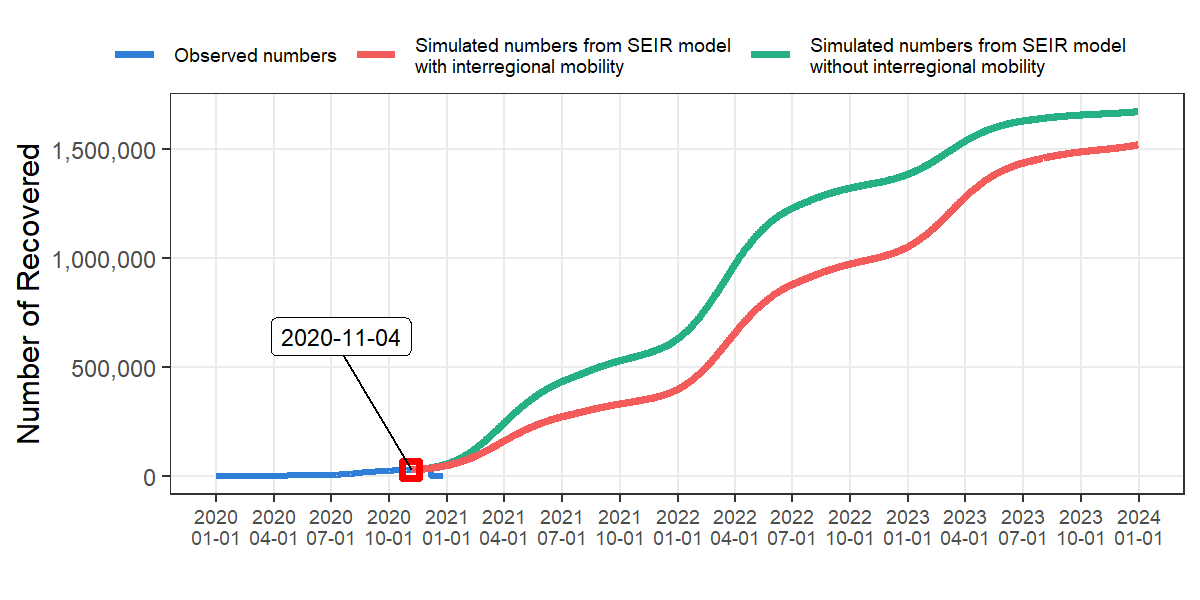 Observed numbers
Simulated numbers from SEIR model
with interregional mobility
Simulated numbers from SEIR model
without interregional mobility
Number of Recovered
1,500,000
1,000,000
500,000
0
2020-11-04
2020 2020 2020 2020 2021 2021 2021 2021 2022 2022 2022 2022 2023 2023 2023 2023 2024
01-01 04-01 07-01 10-01 01-01 04-01 07-01 10-01 01-01 04-01 07-01 10-01 01-01 04-01 07-01 10-01 01-01